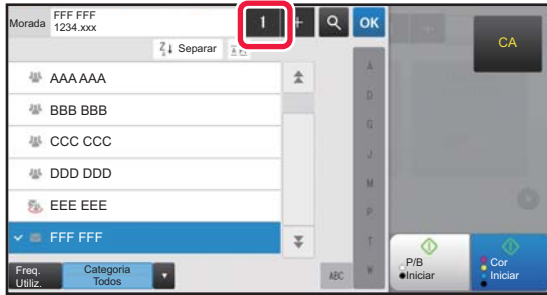 Morada FFF FFF
1234.xxx
1
+
OK
CA
Separar
AAA AAA
BBB BBB
CCC CCC
DDD DDD
EEE EEE
FFF FFF
A
D
G
J
M
P
T
W
Freq.
Utiliz.
Categoria
Todos
ABC
P/B
Iniciar
Cor
Iniciar